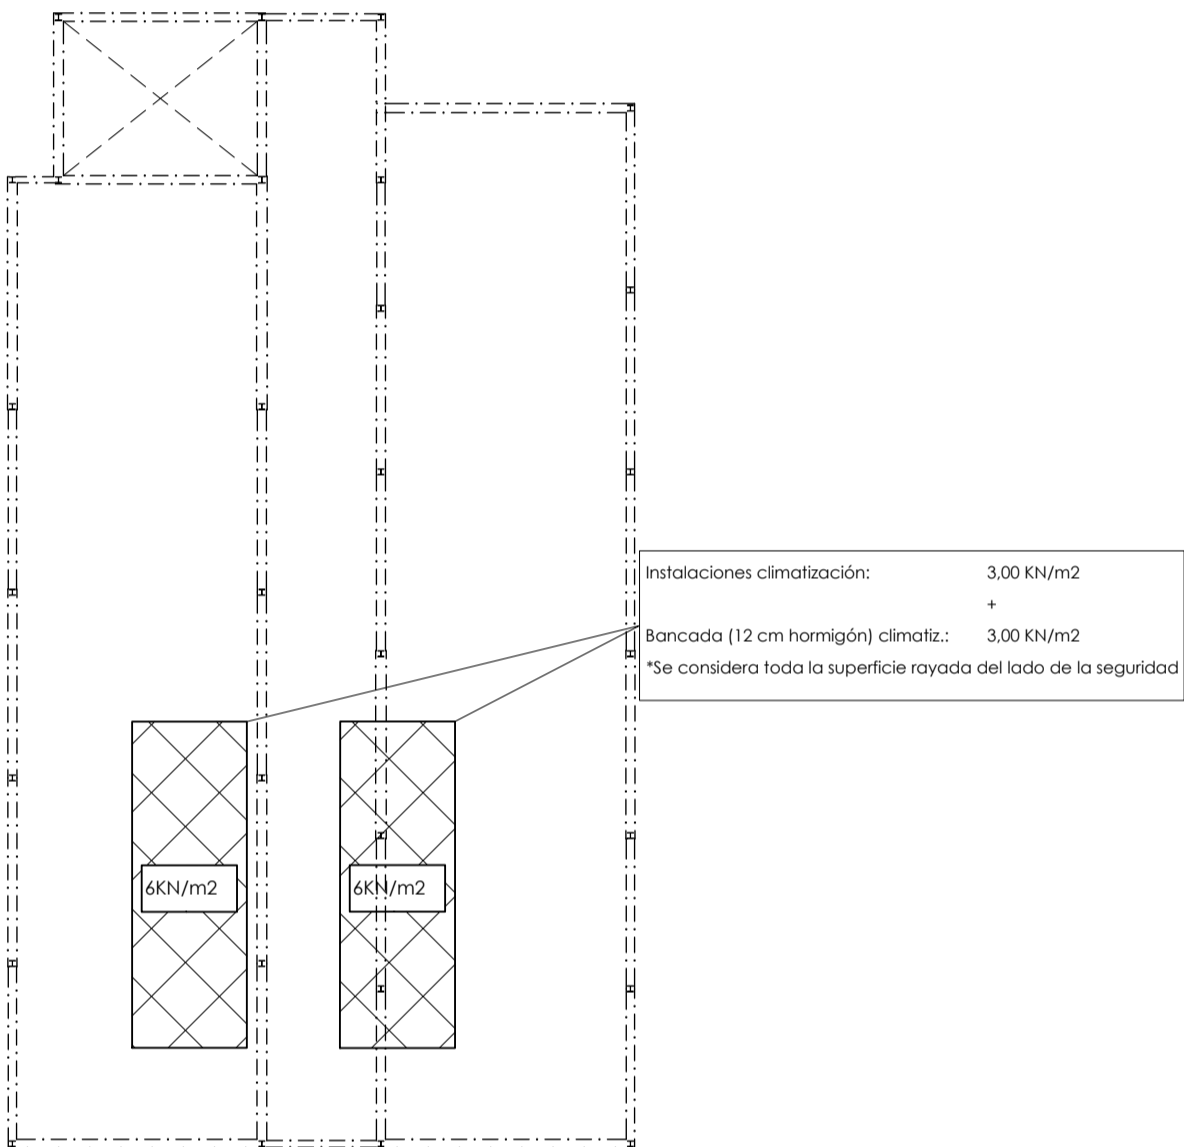 Instalaciones climatización: 3,00 KN/m2
+
Bancada (12 cm hormigón) climatiz.: 3,00 KN/m2
*Se considera toda la superficie rayada del lado de la seguridad
6KN/m2
6KN/m2